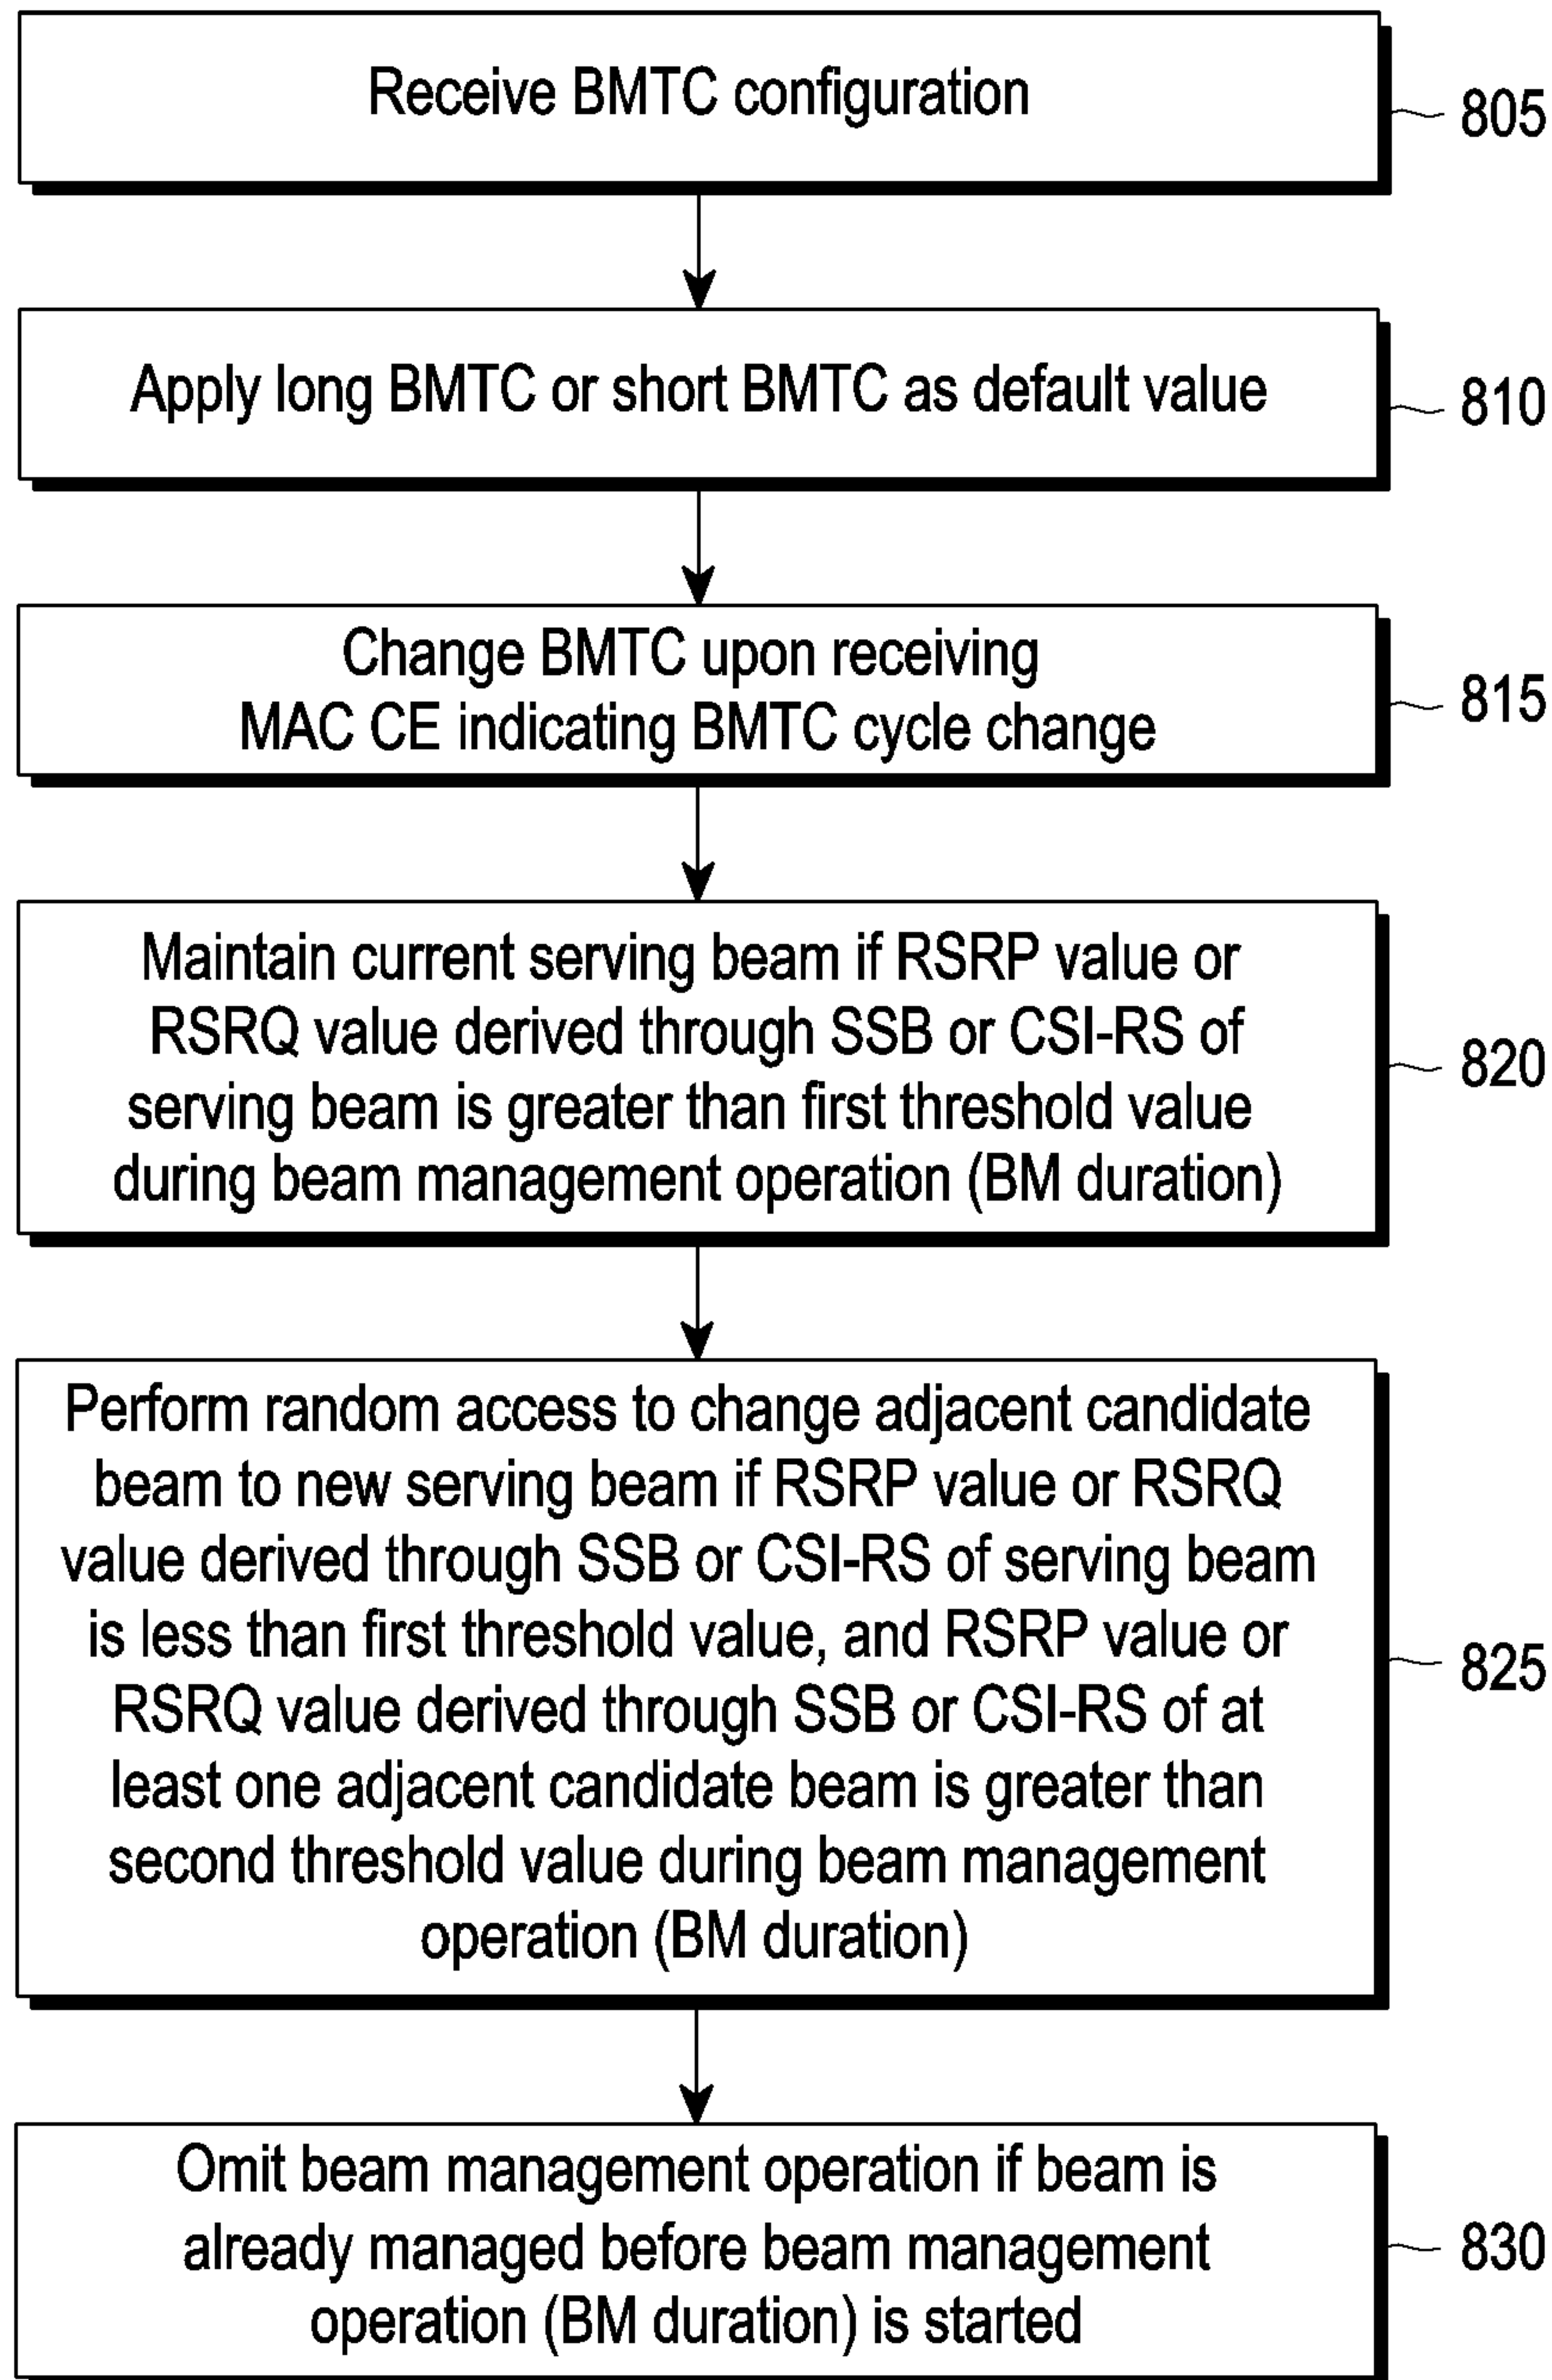 Receive BMTC configuration
805
Apply long BMTC or short BMTC as default value
810
Change BMTC upon receiving
MAC CE indicating BMTC cycle change
815
Maintain current serving beam if RSRP value or
RSRQ value derived through SSB or CSI-RS of
serving beam is greater than first threshold value
during beam management operation (BM duration)
820
Perform random access to change adjacent candidate
beam to new serving beam if RSRP value or RSRQ
value derived through SSB or CSI-RS of serving beam
is less than first threshold value, and RSRP value or
RSRQ value derived through SSB or CSI-RS of at
least one adjacent candidate beam is greater than
second threshold value during beam management
operation (BM duration)
825
Omit beam management operation if beam is
already managed before beam management
operation (BM duration) is started
830